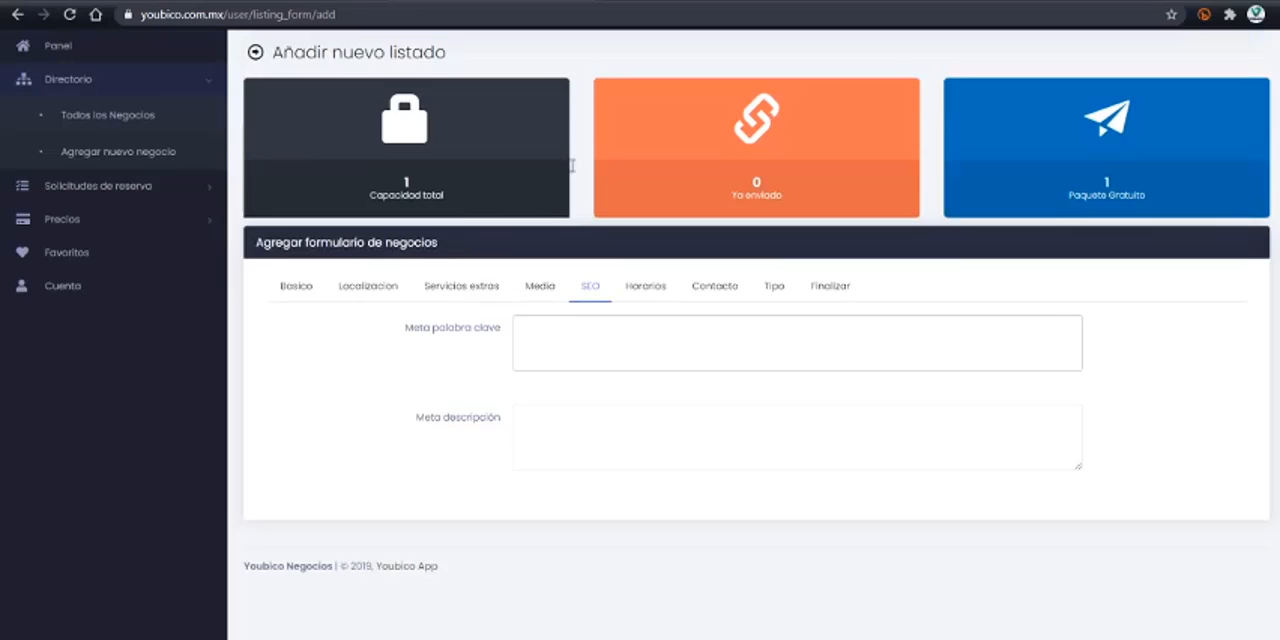 youbico.com.mx/user/listing_form/add
Panel
Directorio
Todos los Negocios
Agregar nuevo negocio
Solicitudes de reserva
Precios
Favoritos
Cuenta
Añadir nuevo listado
1
Capacidad total
0
Ya enviado
1
Paquete Gratuito
Agregar formulario de negocios
Basico Localizacion Servicios extras Media SEO Horarios Contacto Tipo Finalizar
Meta palabra clave
Meta descripción
Youbico Negocios | © 2019, Youbico App